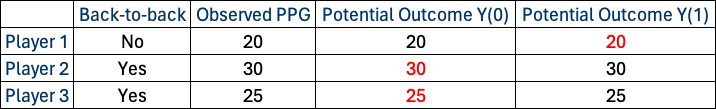 Back-to-back Observed PPG Potential Outcome Y(0) Potential Outcome Y(1)
Player 1 No 20 20 20
Player 2 Yes 30 30 30
Player 3 Yes 25 25 25